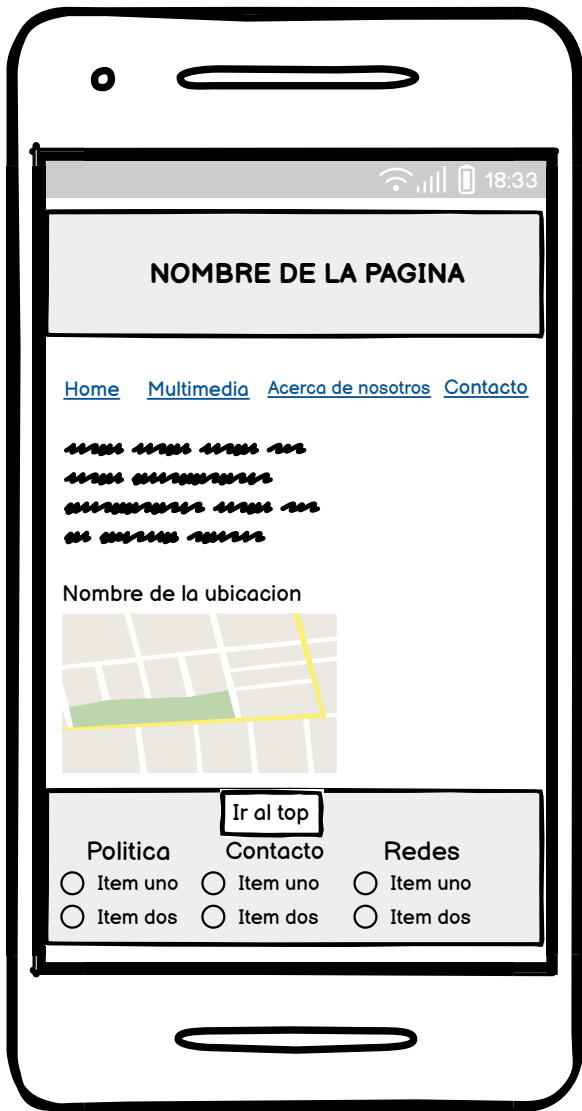 18:33
NOMBRE DE LA PAGINA
Home Multimedia Acerca de nosotros Contacto
Nombre de la ubicacion
Ir al top
Politica Contacto Redes
Item uno Item uno Item uno
Item dos Item dos Item dos